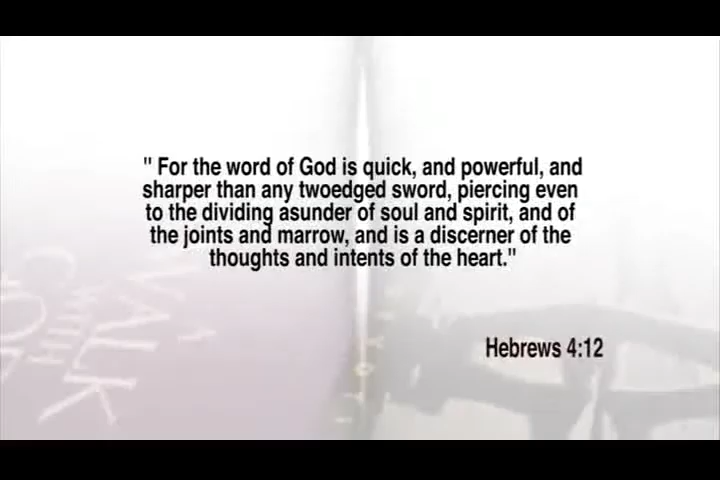 " For the word of God is quick, and powerful, and
sharper than any twoedged sword, piercing even
to the dividing asunder of soul and spirit, and of
the joints and marrow, and is a discerner of the
thoughts and intents of the heart."
Hebrews 4:12
A
WALK
WITH